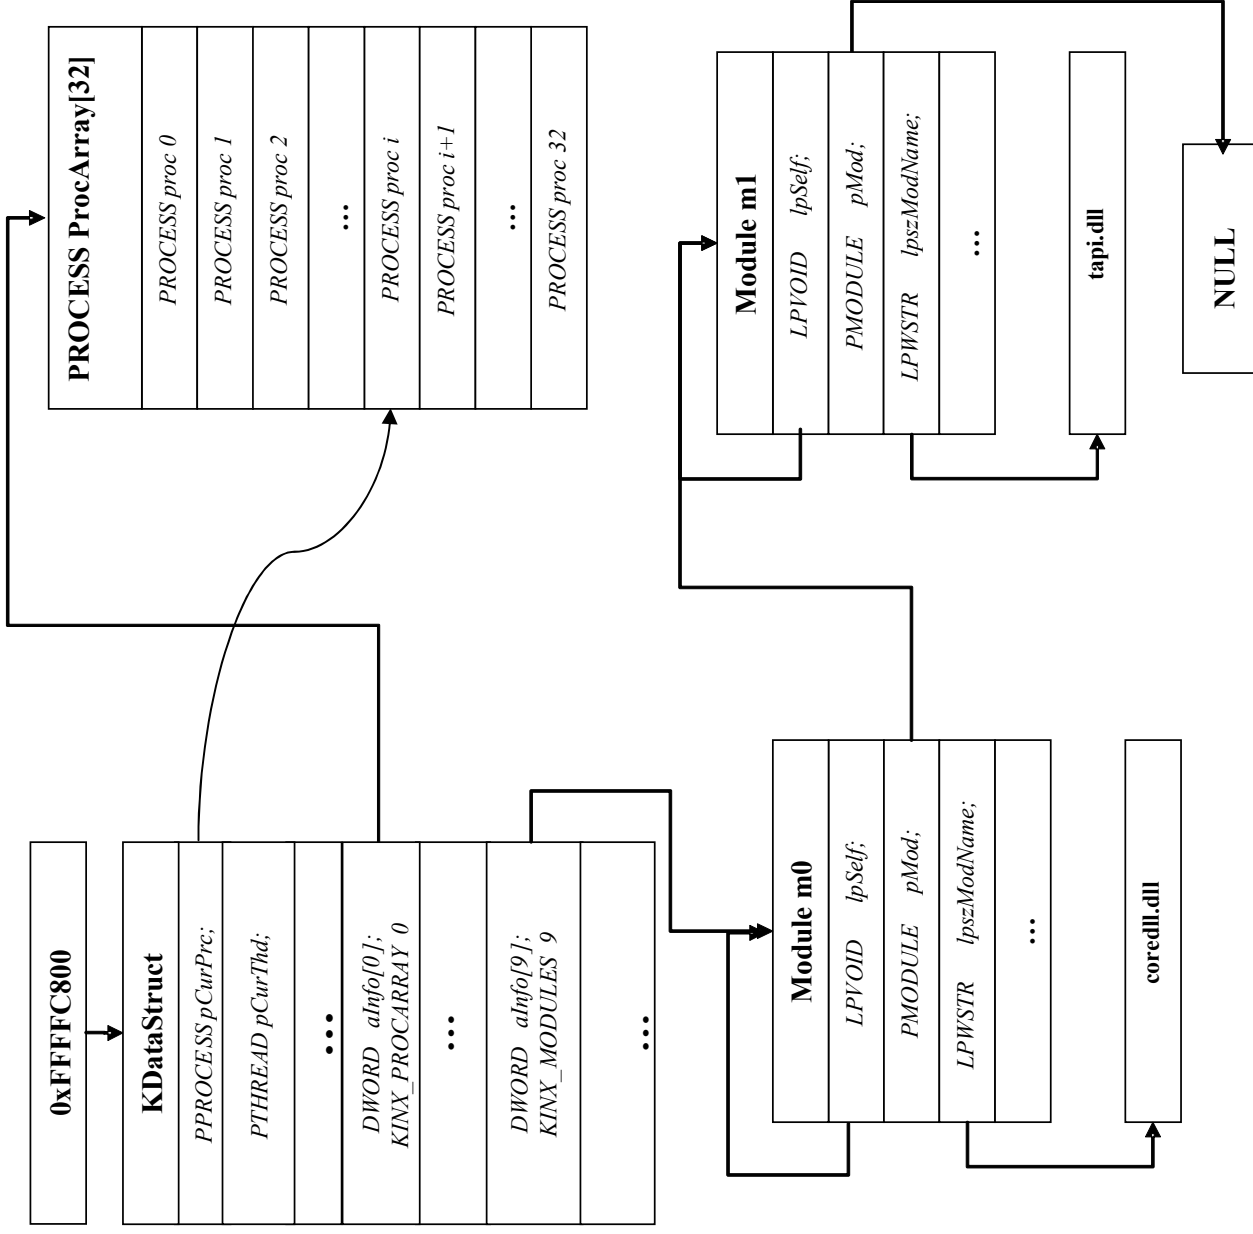 0xFFFFC800
KDataStruct
PPROCESS pCurPrc;
PTHREAD pCurThd;
...
DWORD aInfo[0];
KINX_PROCARRAY 0
...
DWORD aInfo[9];
KINX_MODULES 9
...
PROCESS ProcArray[32]
PROCESS proc 0
PROCESS proc 1
PROCESS proc 2
...
PROCESS proc i
PROCESS proc i+1
...
PROCESS proc 32
Module m0
LPVOID lpSelf;
PMODULE pMod;
LPWSTR lpszModName;
...
coredll.dll
Module m1
LPVOID lpSelf;
PMODULE pMod;
LPWSTR lpszModName;
...
tapi.dll
NULL